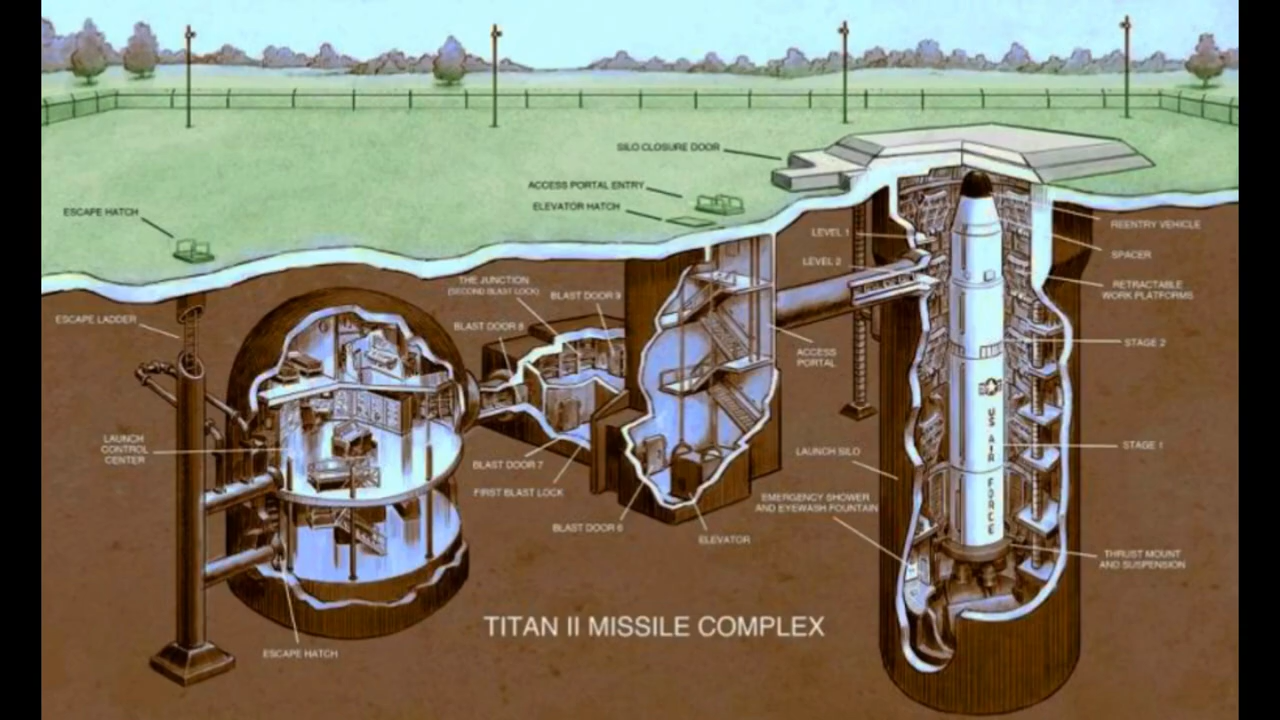 SILO CLOSURE DOOR
ACCESS PORTAL ENTRY
ELEVATOR HATCH
ESCAPE HATCH
REENTRY VEHICLE
LEVEL 1
SPACER
LEVEL 2
THE JUNCTION
(SECOND BLAST LOCK)
BLAST DOOR 9
RETRACTABLE
WORK PLATFORMS
ESCAPE LADDER
BLAST DOOR 8
STAGE 2
ACCESS
PORTAL
US AIR FORCE
LAUNCH
CONTROL
CENTER
STAGE 1
LAUNCH SILO
BLAST DOOR 7
FIRST BLAST LOCK
EMERGENCY SHOWER
AND EYEWASH FOUNTAIN
BLAST DOOR 6
ELEVATOR
THRUST MOUNT
AND SUSPENSION
TITAN II MISSILE COMPLEX
ESCAPE HATCH